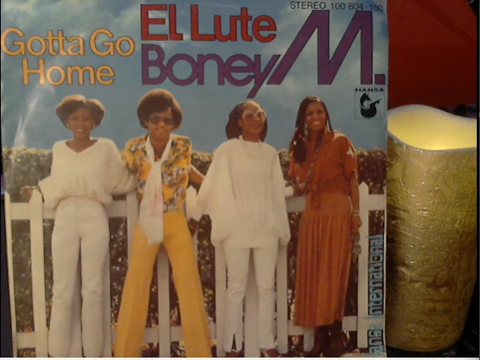 STEREO 100 804-100
El Lute
Gotta Go
Home
Boney M.
HANSA
International